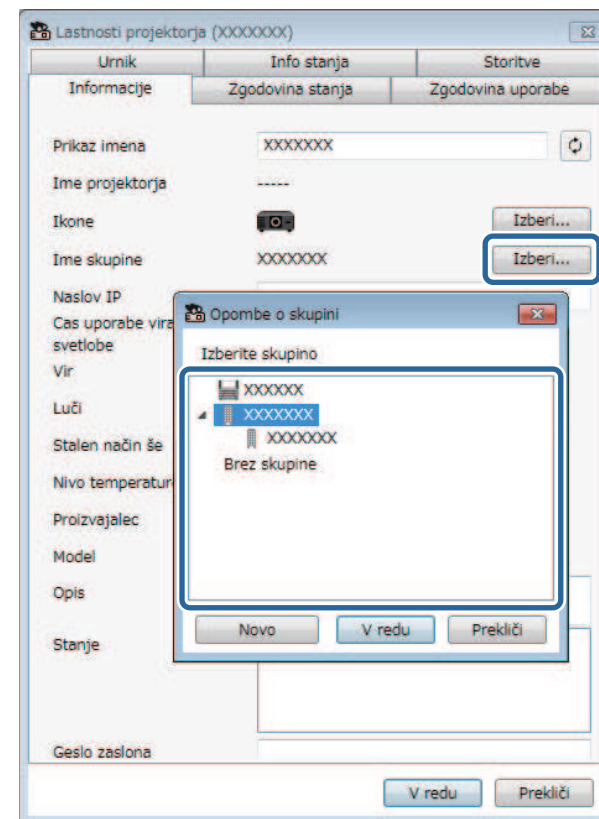 Lastnosti projektorja (XXXXXXX)
Urnik Info stanja Storitve
Informacije Zgodovina stanja Zgodovina uporabe
Prikaz imena XXXXXXX
Ime projektorja -----
Ikone Izberi...
Ime skupine XXXXXXX Izberi...
Naslov IP
Cas uporabe vira
svetlobe
Vir
Luči
Stalen način še
Nivo temperatur
Proizvajalec
Model
Opis
Stanje
Geslo zaslona
Opombe o skupini
Izberite skupino
XXXXXX
XXXXXXX
XXXXXXX
Brez skupine
Novo V redu Prekliči
V redu Prekliči